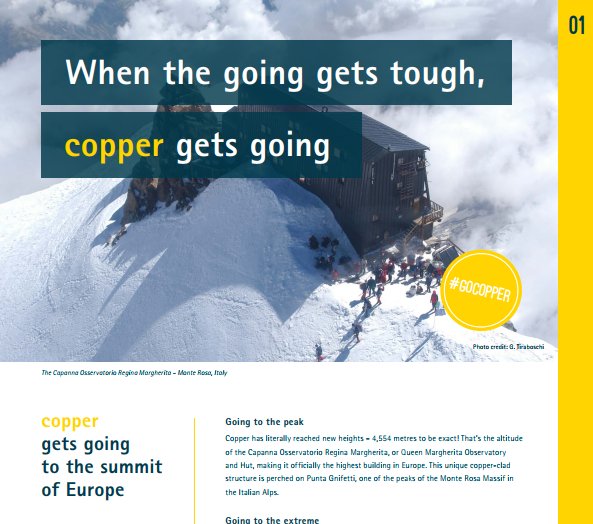 01
When the going gets tough,
copper gets going
#GOCOPPER
Photo credit: G. Tiraboschi
The Capanna Osservatorio Regina Margherita – Monte Rosa, Italy
copper
gets going
to the summit
of Europe
Going to the peak
Copper has literally reached new heights – 4,554 metres to be exact! That's the altitude
of the Capanna Osservatorio Regina Margherita, or Queen Margherita Observatory
and Hut, making it officially the highest building in Europe. This unique copper-clad
structure is perched on Punta Gnifetti, one of the peaks of the Monte Rosa Massif in
the Italian Alps.
Going to the extreme